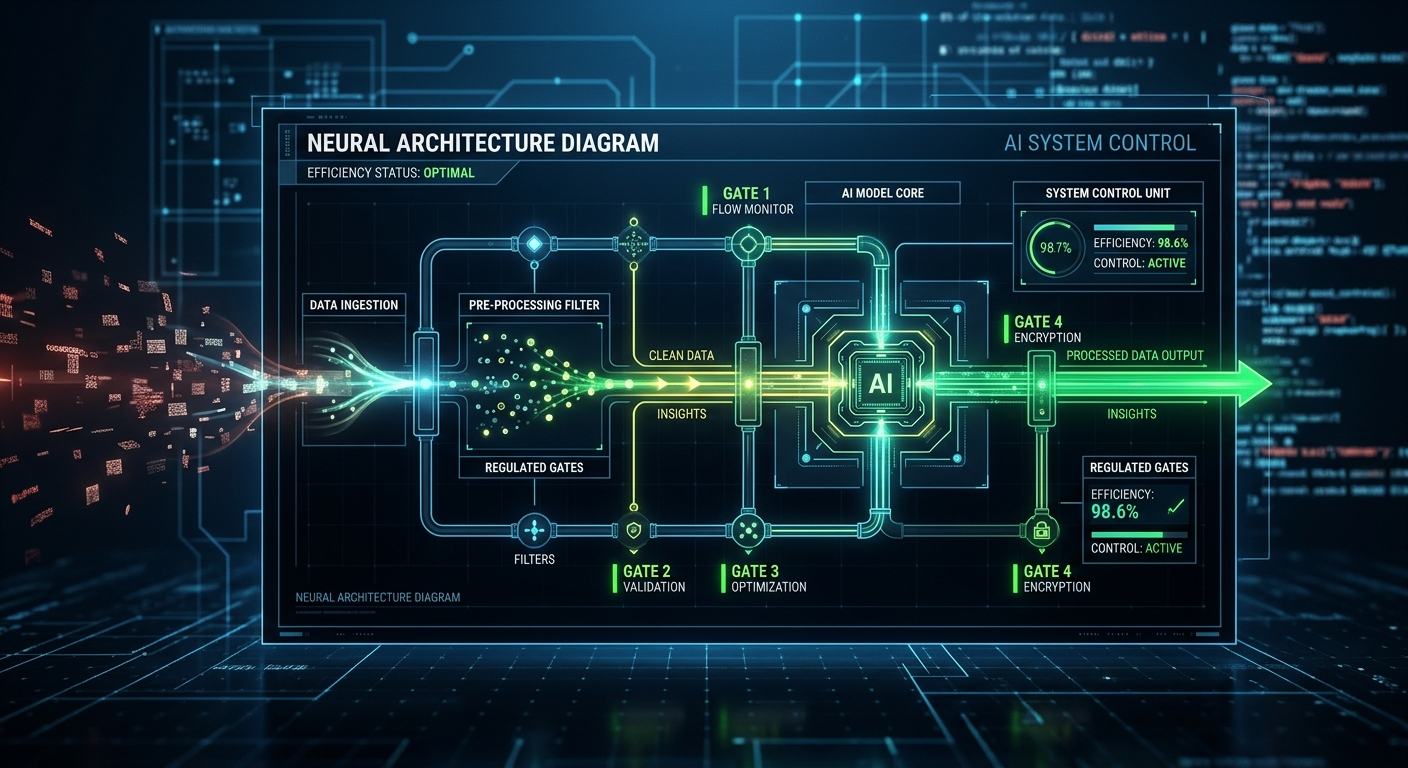 NEURAL ARCHITECTURE DIAGRAM
AI SYSTEM CONTROL
EFFICIENCY STATUS: OPTIMAL
GATE 1
FLOW MONITOR
AI MODEL CORE
SYSTEM CONTROL UNIT
98.7%
EFFICIENCY: 98.6%
CONTROL: ACTIVE
DATA INGESTION
PRE-PROCESSING FILTER
GATE 4
ENCRYPTION
CLEAN DATA
PROCESSED DATA OUTPUT
AI
INSIGHTS
INSIGHTS
REGULATED GATES
REGULATED GATES
EFFICIENCY:
98.6%
CONTROL: ACTIVE
FILTERS
GATE 2
VALIDATION
GATE 3
OPTIMIZATION
GATE 4
ENCRYPTION
NEURAL ARCHITECTURE DIAGRAM